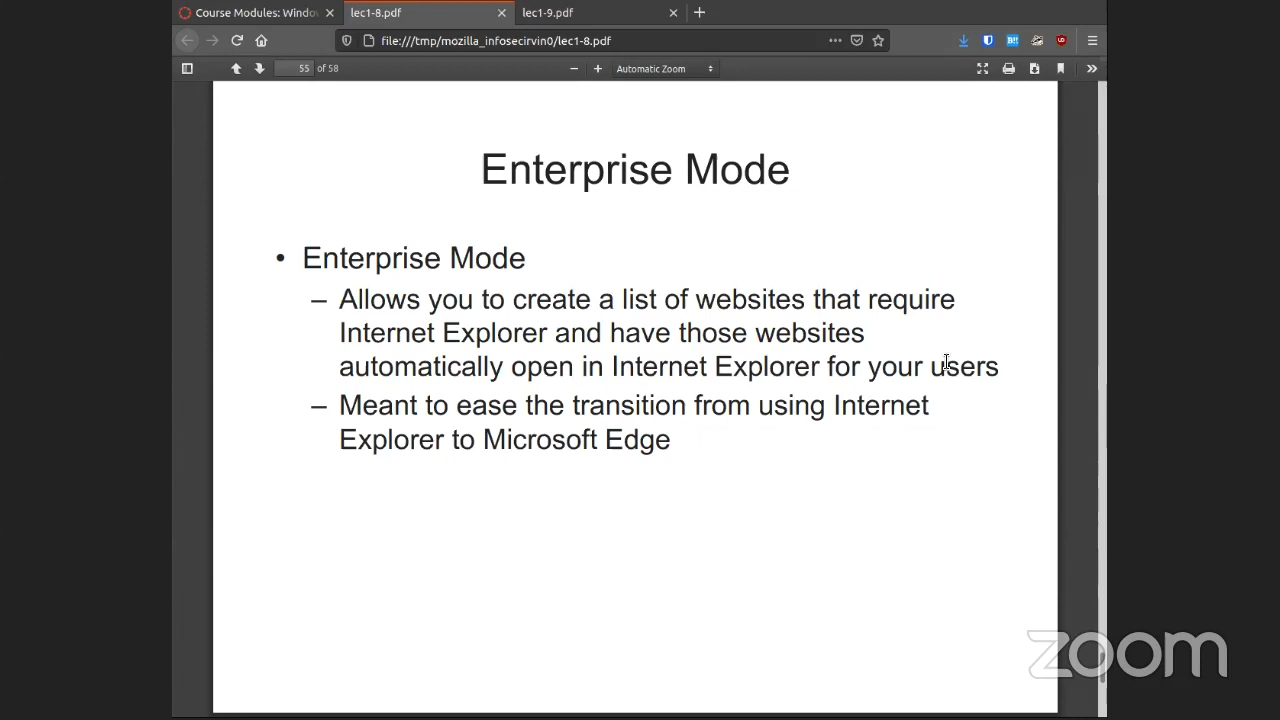 Course Modules: Windo
lec1-8.pdf
lec1-9.pdf
file:///tmp/mozilla_infosecirvin0/lec1-8.pdf
55 of 58
Automatic Zoom
Enterprise Mode
• Enterprise Mode
– Allows you to create a list of websites that require
Internet Explorer and have those websites
automatically open in Internet Explorer for your users
– Meant to ease the transition from using Internet
Explorer to Microsoft Edge
zoom